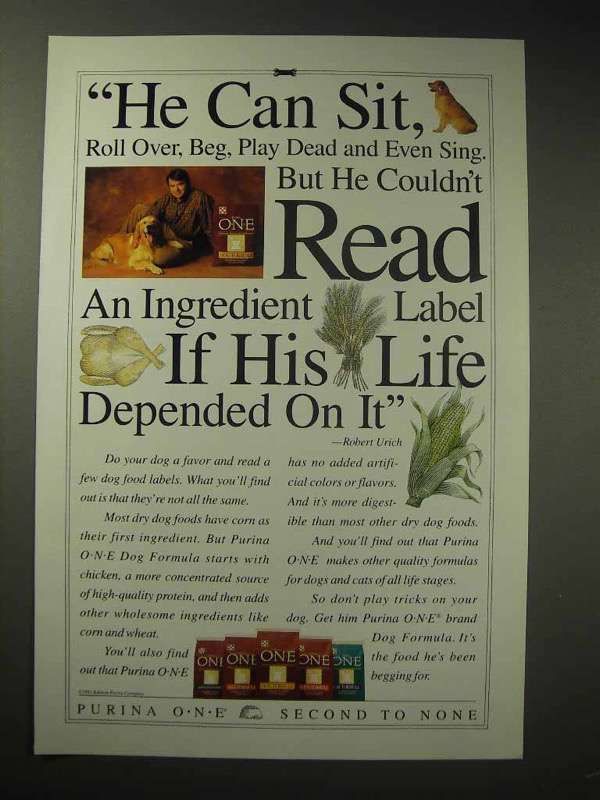 “He Can Sit,
Roll Over, Beg, Play Dead and Even Sing.
But He Couldn't
Read
An Ingredient Label
If His Life
Depended On It”
—Robert Urich
Do your dog a favor and read a
few dog food labels. What you'll find
out is that they're not all the same.
Most dry dog foods have corn as
their first ingredient. But Purina
O·N·E Dog Formula starts with
chicken, a more concentrated source
of high-quality protein, and then adds
other wholesome ingredients like
corn and wheat.
You'll also find
out that Purina O·N·E
has no added artifi-
cial colors or flavors.
And it's more digest-
ible than most other dry dog foods.
And you'll find out that Purina
O·N·E makes other quality formulas
for dogs and cats of all life stages.
So don't play tricks on your
dog. Get him Purina O·N·E® brand
Dog Formula. It's
the food he's been
begging for.
ONE
ONE
ONE
ONE
ONE
ONE
PURINA O·N·E® SECOND TO NONE